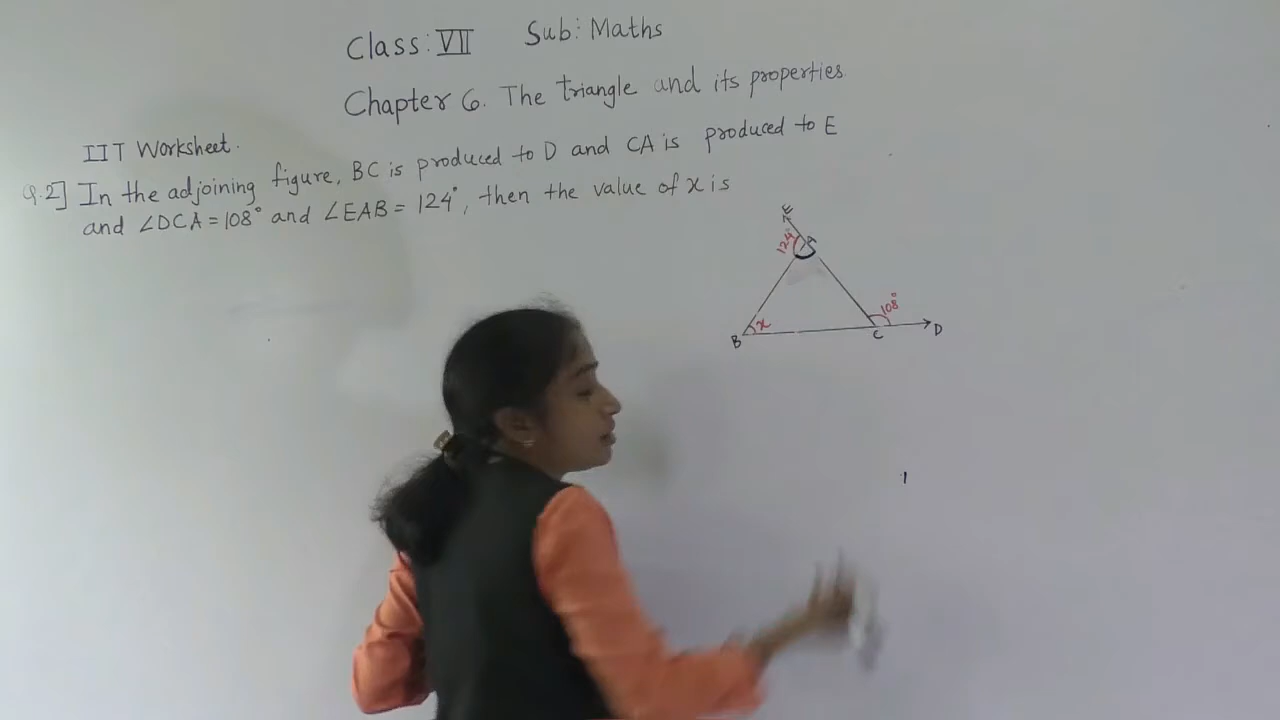 Class: VII Sub: Maths
Chapter 6. The triangle and its properties.
IIT Worksheet.
Q.2] In the adjoining figure, BC is produced to D and CA is produced to E
and ∠DCA = 108° and ∠EAB = 124°, then the value of x is
E
124°
A
108°
x
B
C
D